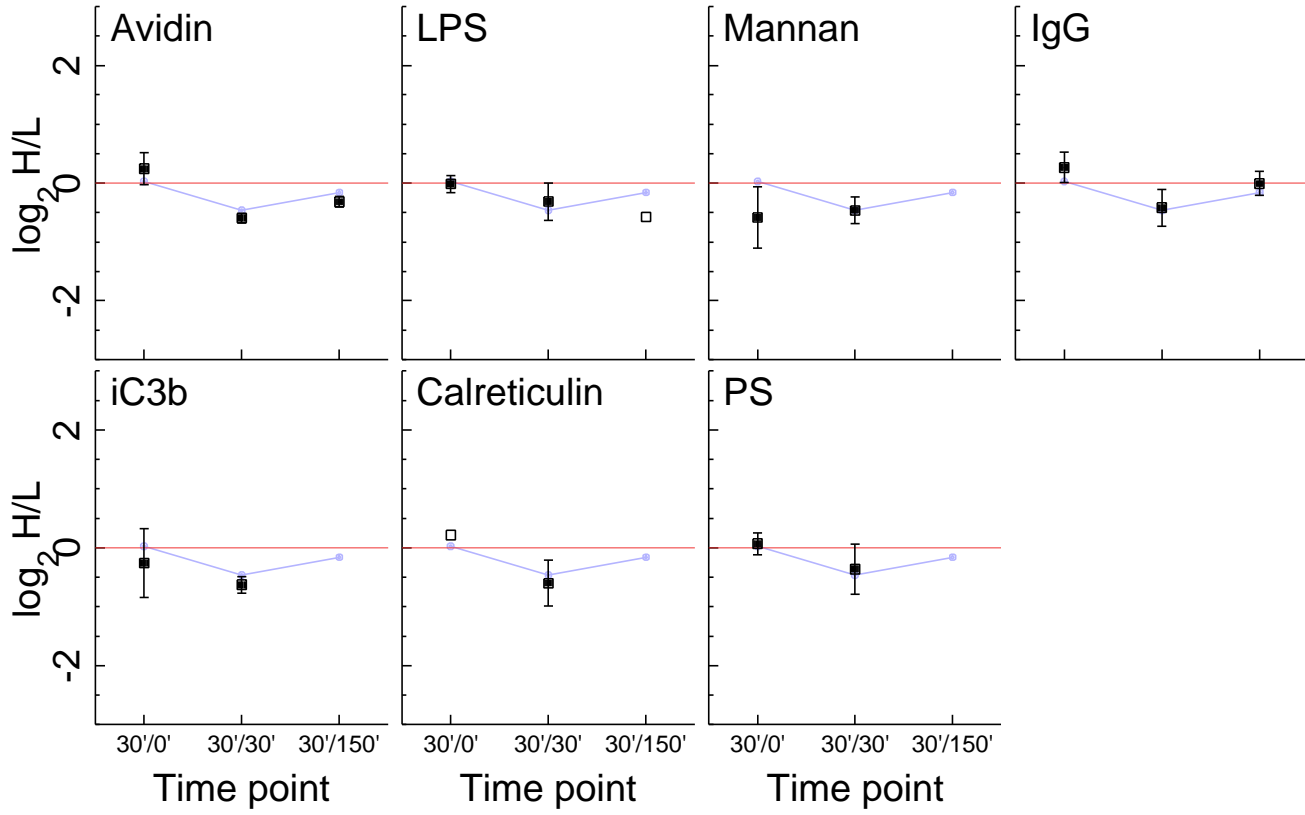 Avidin LPS Mannan IgG
2
0
-2
log2 H/L
iC3b Calreticulin PS
2
0
-2
log2 H/L
30'/0' 30'/30' 30'/150' 30'/0' 30'/30' 30'/150' 30'/0' 30'/30' 30'/150'
Time point Time point Time point